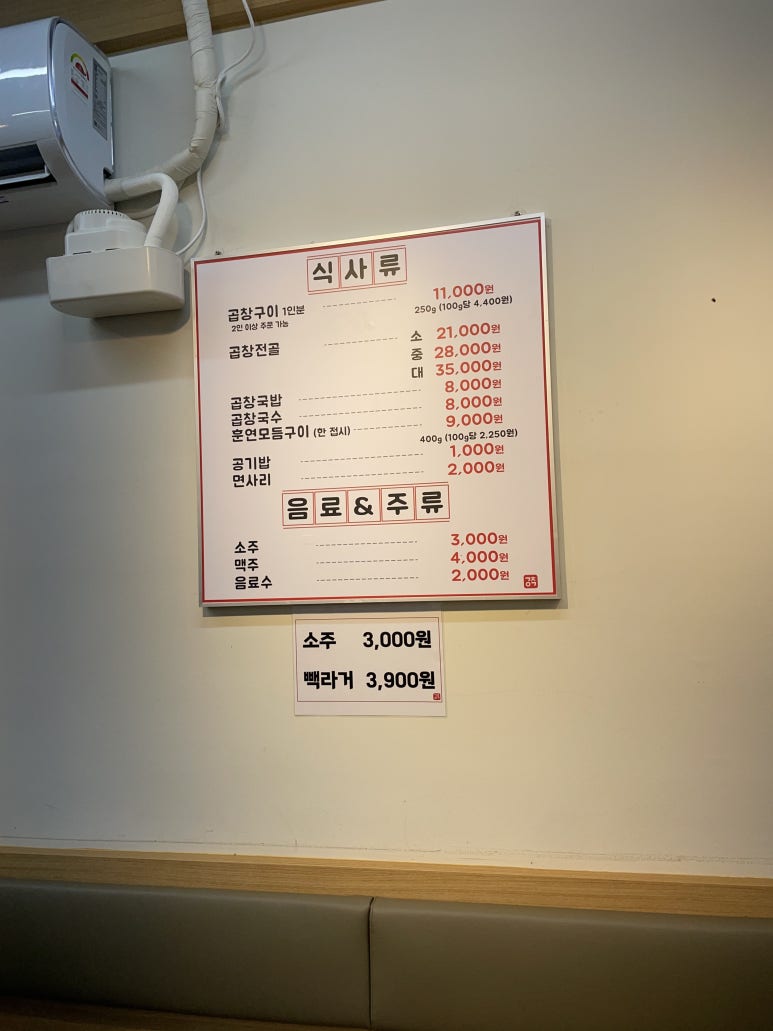 식사류
곱창구이 1인분 11,000원
2인 이상 주문 가능 250g (100g당 4,400원)
곱창전골 소 21,000원
중 28,000원
대 35,000원
곱창국밥 8,000원
곱창국수 8,000원
훈연모듬구이 (한 접시) 9,000원
400g (100g당 2,250원)
공기밥 1,000원
면사리 2,000원
음료&주류
소주 3,000원
맥주 4,000원
음료수 2,000원
소주 3,000원
빽라거 3,900원